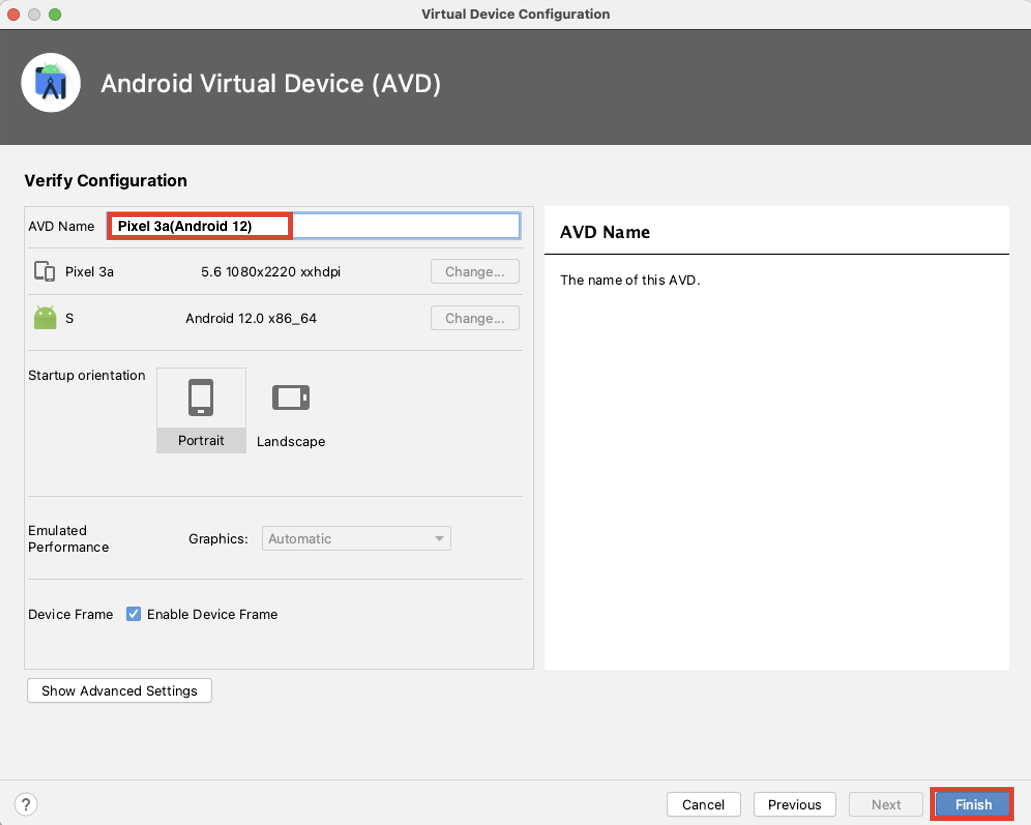 Virtual Device Configuration
Android Virtual Device (AVD)
Verify Configuration
AVD Name Pixel 3a(Android 12)
Pixel 3a 5.6 1080x2220 xxhdpi Change...
S Android 12.0 x86_64 Change...
Startup orientation
Portrait
Landscape
Emulated
Performance
Graphics: Automatic
Device Frame Enable Device Frame
Show Advanced Settings
AVD Name
The name of this AVD.
? Cancel Previous Next Finish